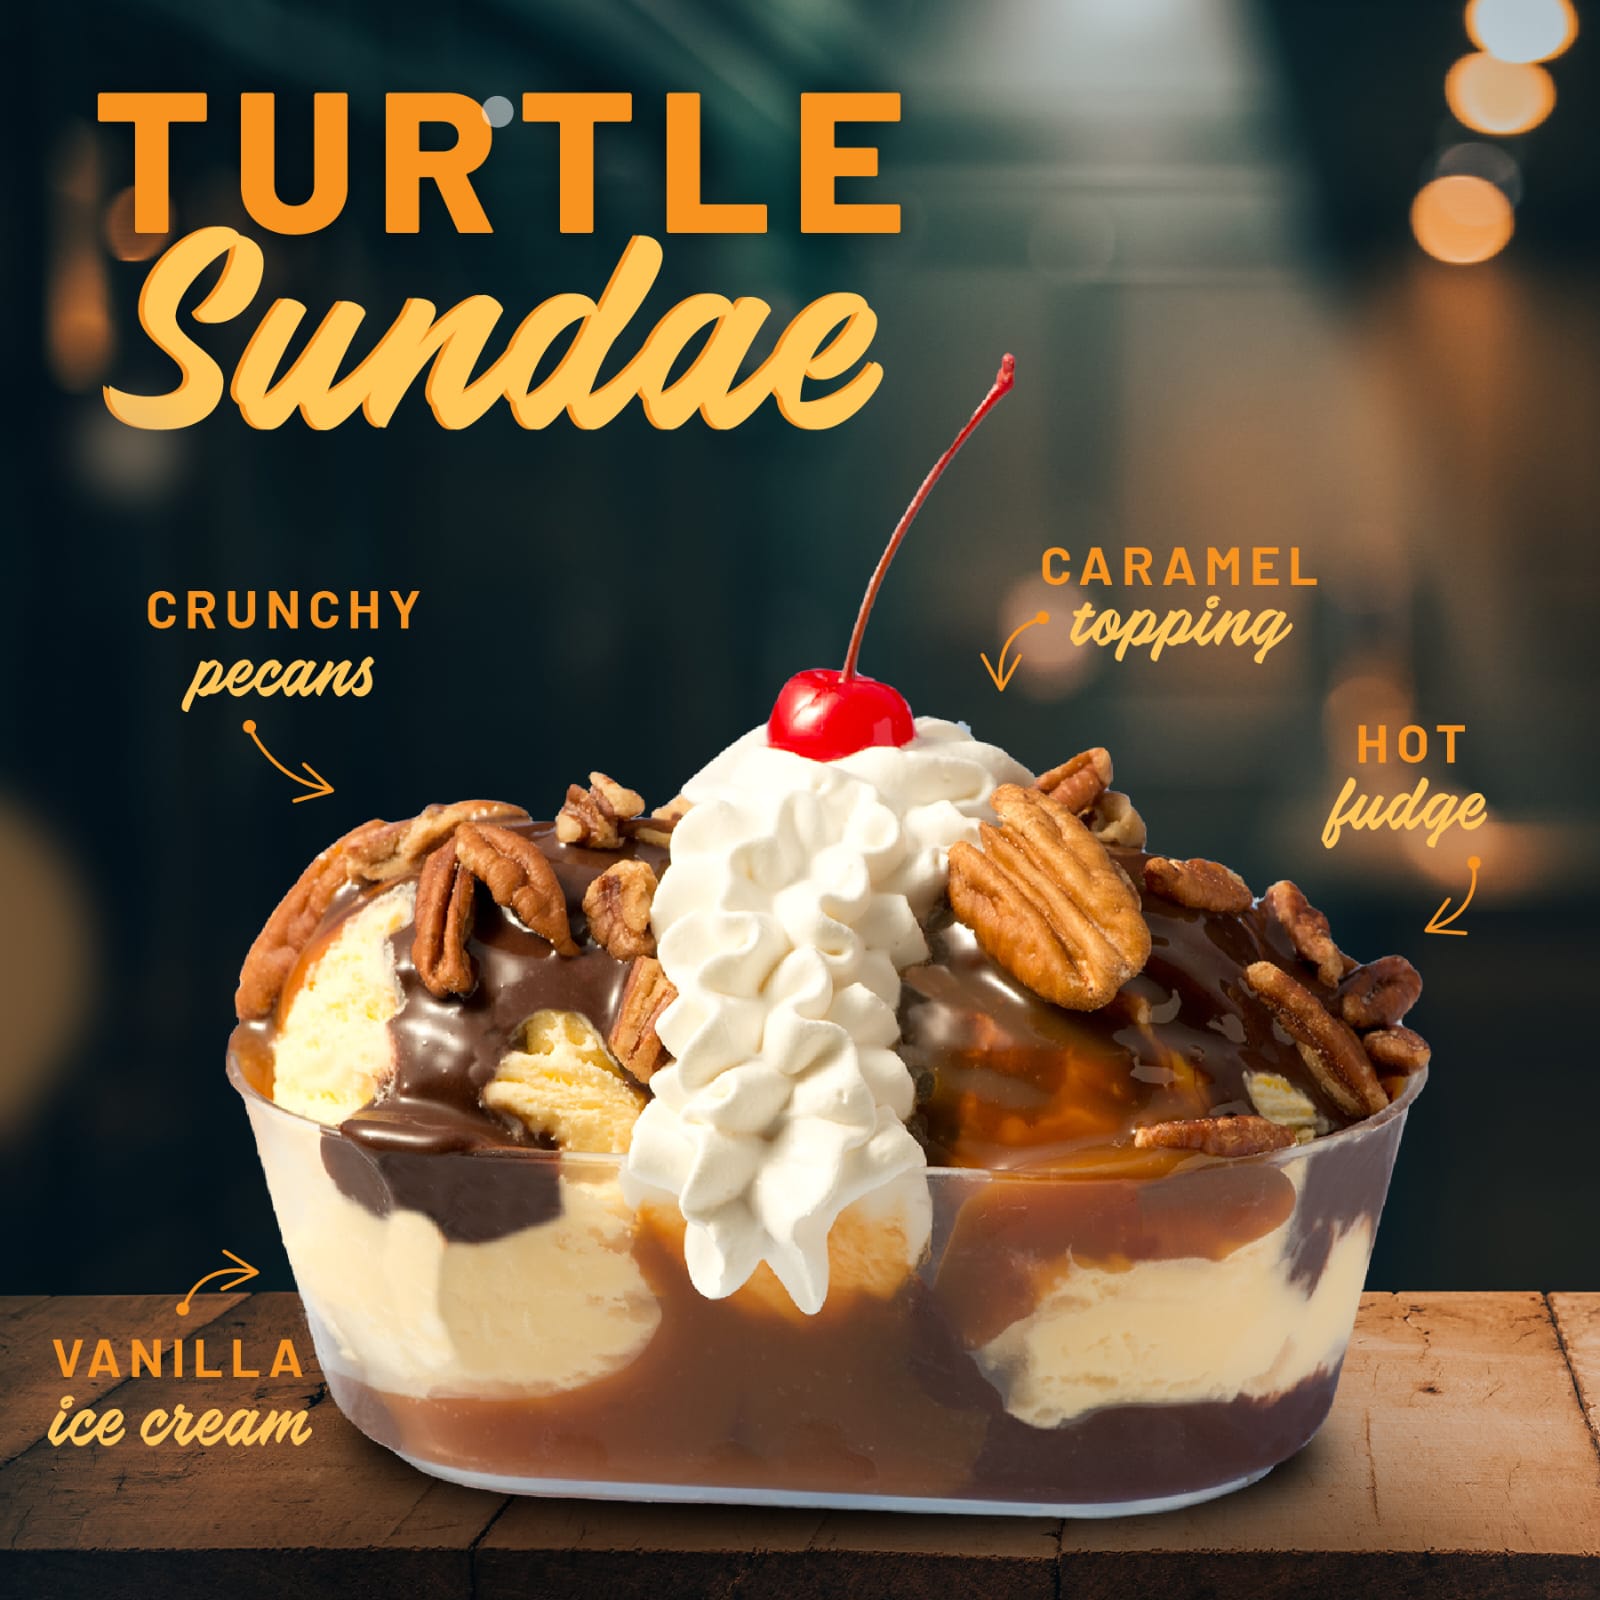 TURTLE
Sundae
CRUNCHY
pecans
CARAMEL
topping
HOT
fudge
VANILLA
ice cream